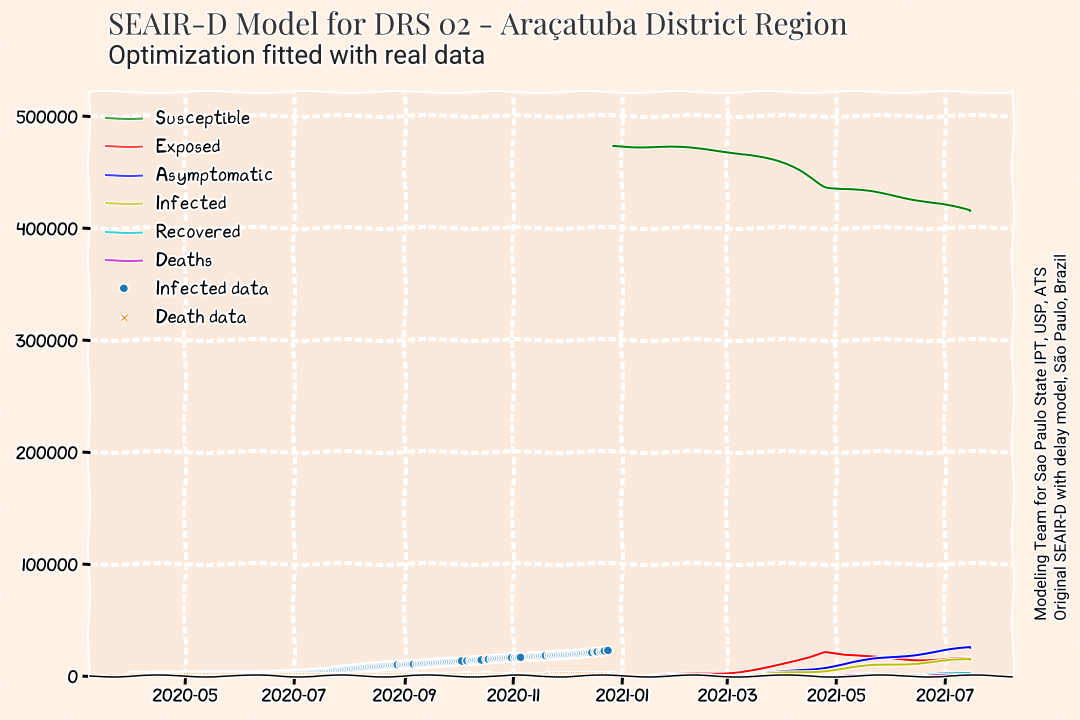 SEAIR-D Model for DRS 02 - Araçatuba District Region
Optimization fitted with real data
500000
400000
300000
200000
100000
0
Susceptible
Exposed
Asymptomatic
Infected
Recovered
Deaths
Infected data
Death data
2020-05
2020-07
2020-09
2020-11
2021-01
2021-03
2021-05
2021-07
Modeling Team for Sao Paulo State IPT, USP, ATS
Original SEAIR-D with delay model, São Paulo, Brazil